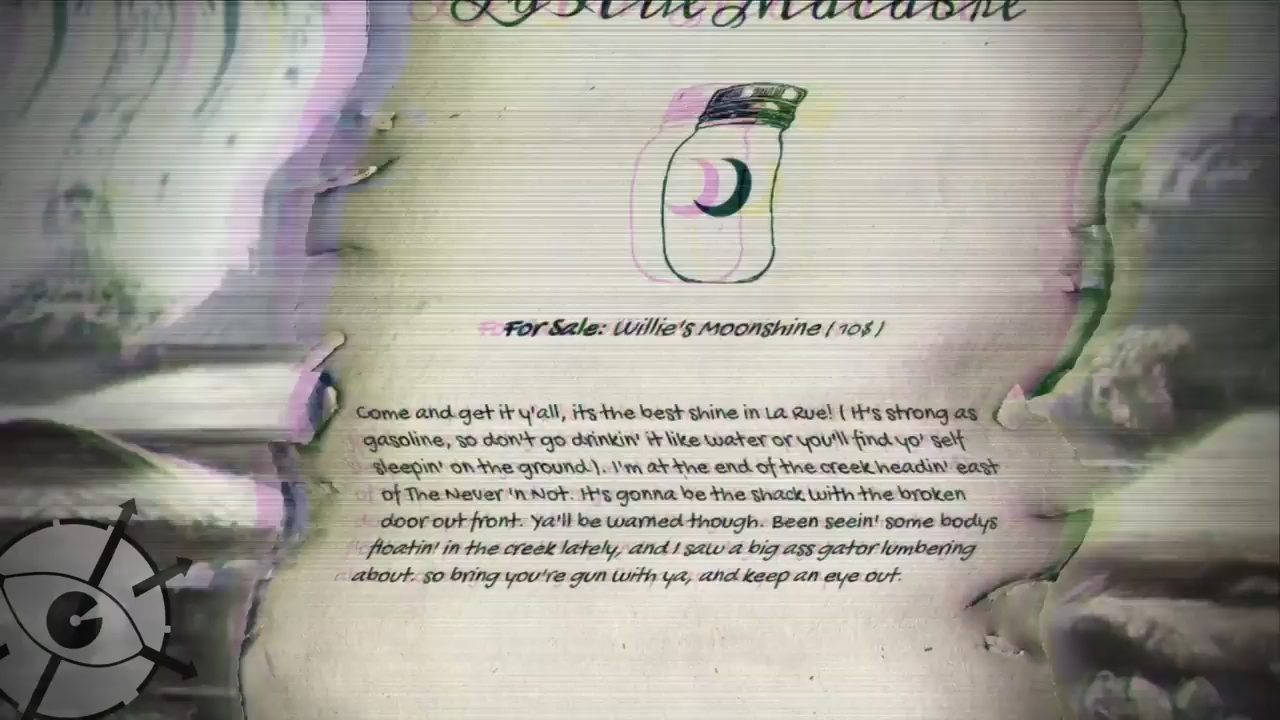 Macabre
For Sale: Willie's Moonshine (10$)
Come and get it y'all, its the best shine in La Rue! ( It's strong as
gasoline, so don't go drinkin' it like water or you'll find yo' self
sleepin' on the ground). I'm at the end of the creek headin' east
of The Never 'n Not. It's gonna be the shack with the broken
door out front. Ya'll be warned though. Been seein' some bodys
floatin' in the creek lately, and I saw a big ass gator lumbering
about. so bring you're gun with ya, and keep an eye out.